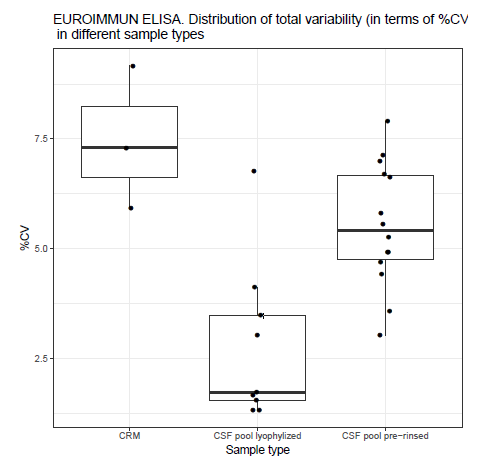 EUROIMMUN ELISA. Distribution of total variability (in terms of %CV
in different sample types
%CV
7.5
5.0
2.5
CRM
CSF pool lyophylized
CSF pool pre-rinsed
Sample type